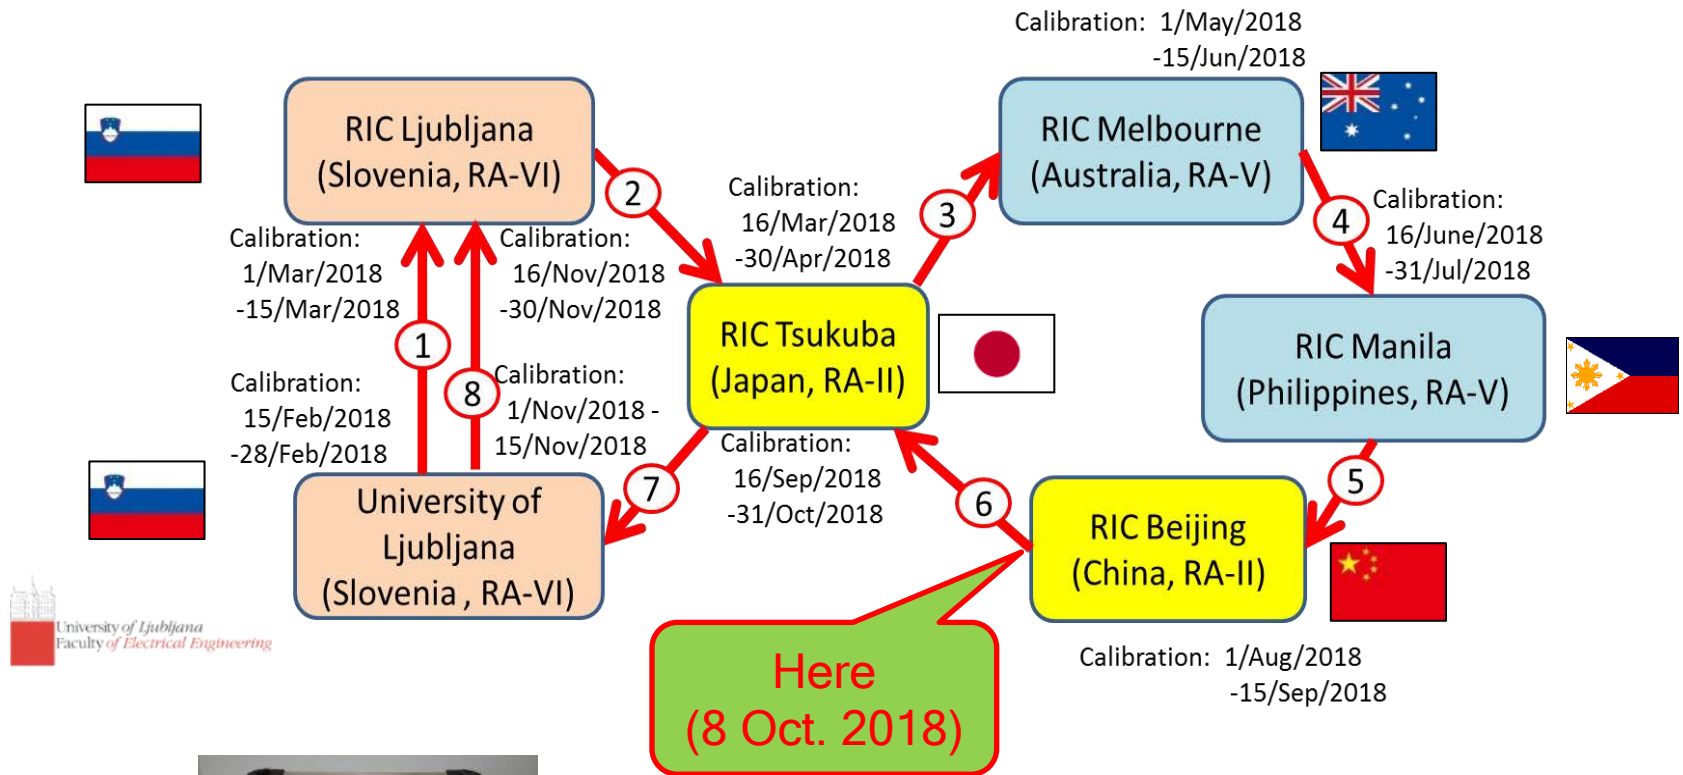 Calibration: 1/May/2018
-15/Jun/2018
RIC Ljubljana
(Slovenia, RA-VI)
RIC Melbourne
(Australia, RA-V)
2
Calibration:
16/Mar/2018
-30/Apr/2018
3
4
Calibration:
16/June/2018
-31/Jul/2018
Calibration:
1/Mar/2018
-15/Mar/2018
Calibration:
16/Nov/2018
-30/Nov/2018
1
8
RIC Tsukuba
(Japan, RA-II)
RIC Manila
(Philippines, RA-V)
Calibration:
15/Feb/2018
-28/Feb/2018
Calibration:
1/Nov/2018 -
15/Nov/2018
Calibration:
16/Sep/2018
-31/Oct/2018
7
6
5
University of
Ljubljana
(Slovenia , RA-VI)
RIC Beijing
(China, RA-II)
University of Ljubljana
Faculty of Electrical Engineering
Here
(8 Oct. 2018)
Calibration: 1/Aug/2018
-15/Sep/2018